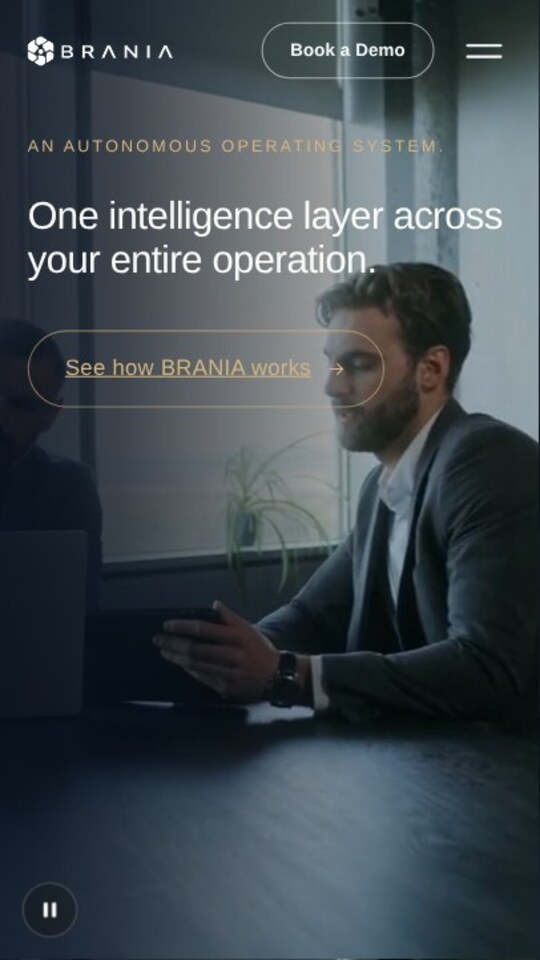 BRANIA
Book a Demo
AN AUTONOMOUS OPERATING SYSTEM.
One intelligence layer across
your entire operation.
See how BRANIA works →